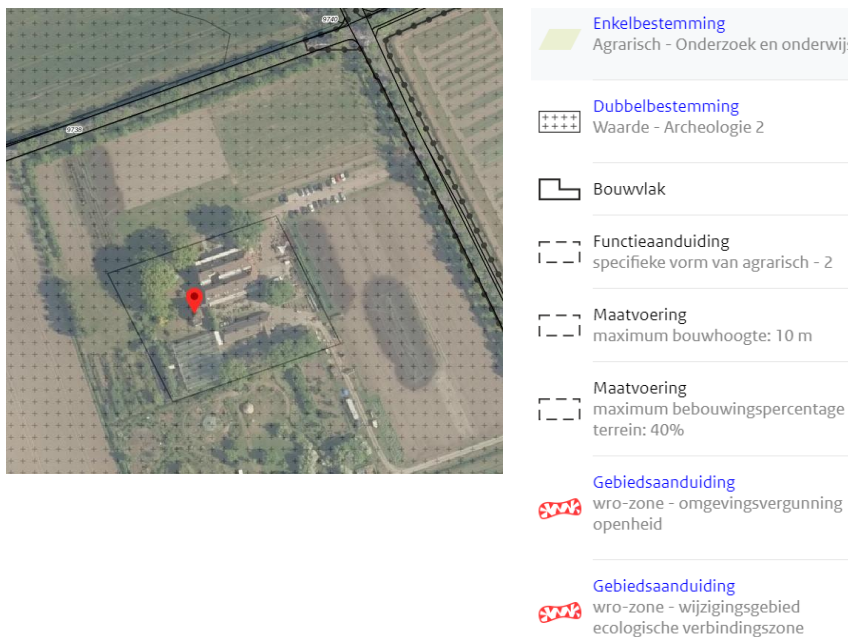 9740
9738
Enkelbestemming
Agrarisch - Onderzoek en onderwijs
Dubbelbestemming
Waarde - Archeologie 2
Bouwvlak
Functieaanduiding
specifieke vorm van agrarisch - 2
Maatvoering
maximum bouwhoogte: 10 m
Maatvoering
maximum bebouwingspercentage
terrein: 40%
Gebiedsaanduiding
wro-zone - omgevingsvergunning
openheid
Gebiedsaanduiding
wro-zone - wijzigingsgebied
ecologische verbindingszone